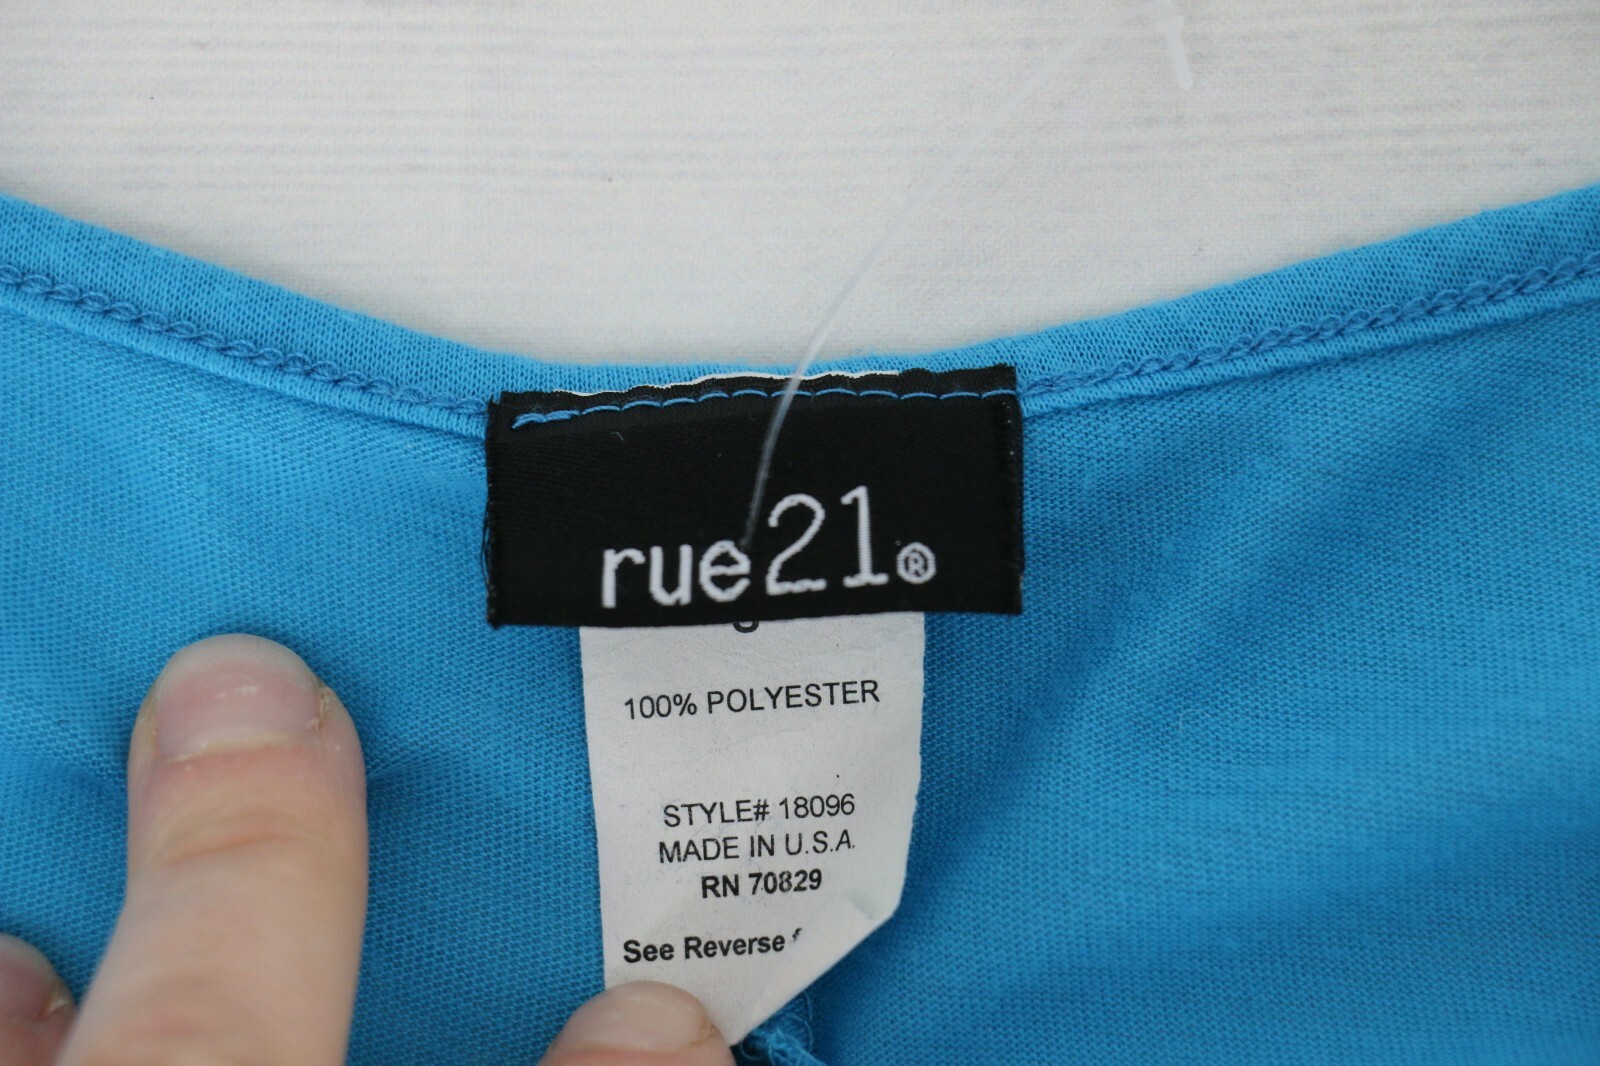 rue21®
100% POLYESTER
STYLE# 18096
MADE IN U.S.A.
RN 70829
See Reverse